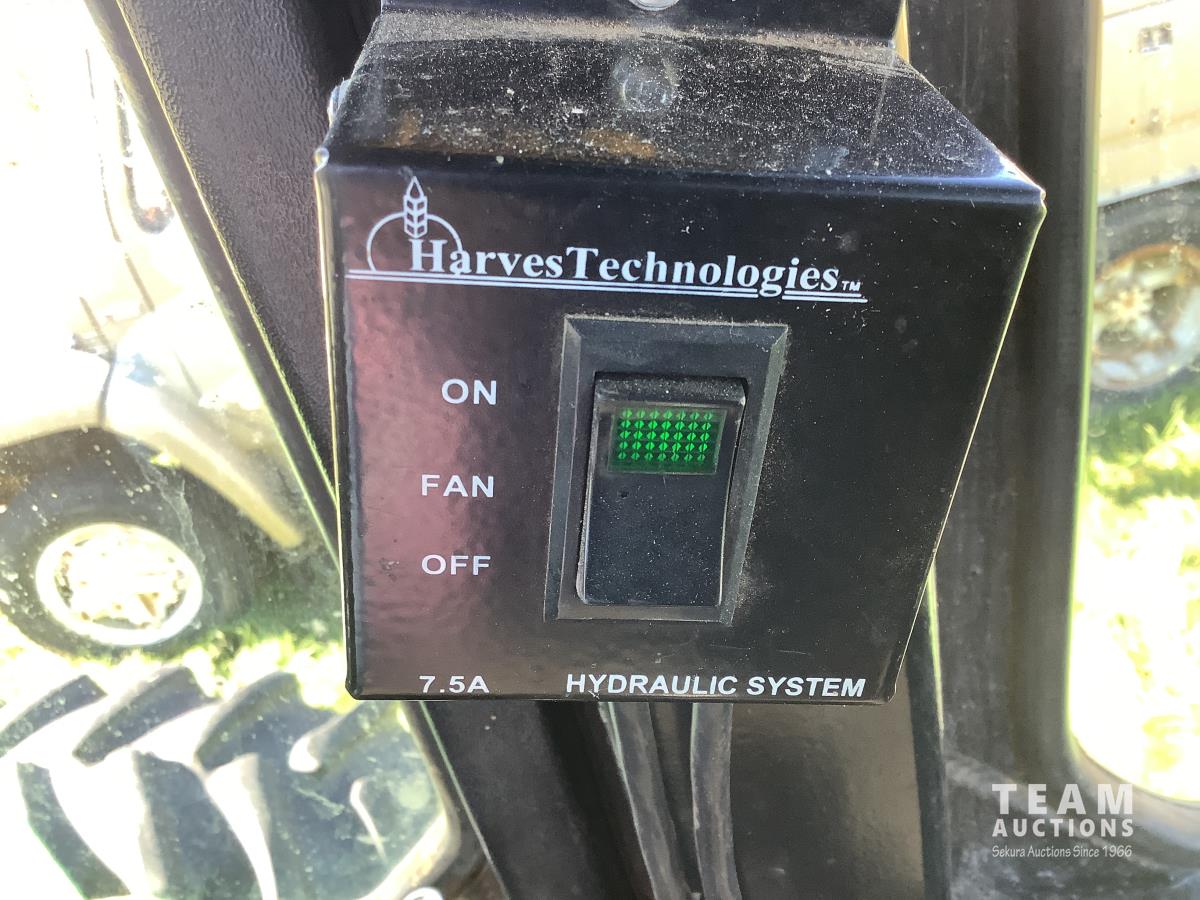 HarvesTechnologies™
ON
FAN
OFF
7.5A HYDRAULIC SYSTEM
TEAM
AUCTIONS
Sekura Auctions Since 1966